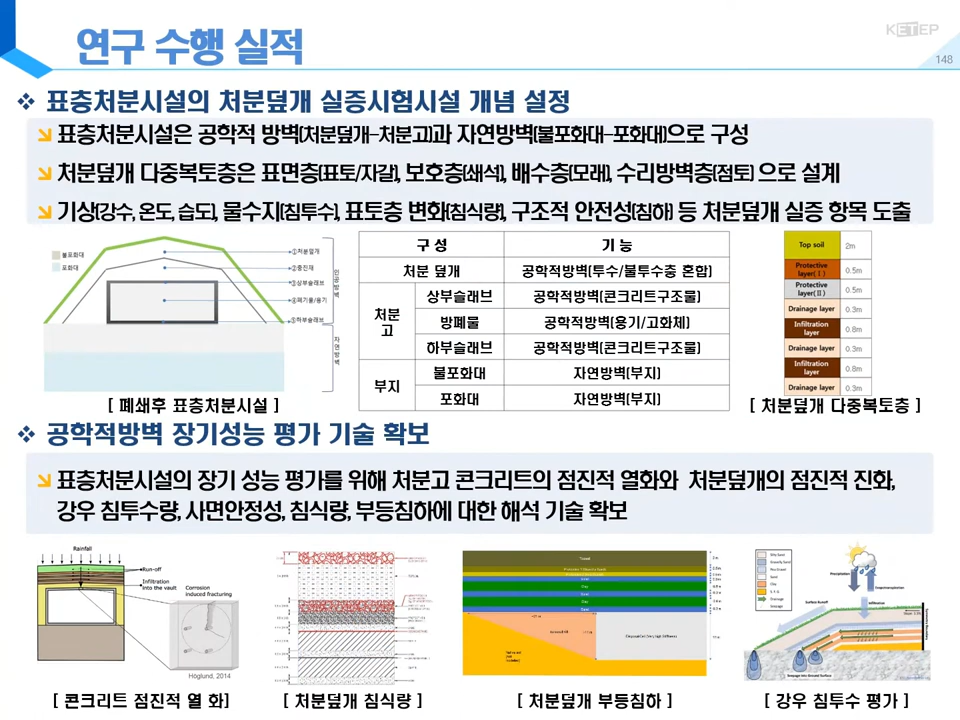 연구 수행 실적
KETEP
148
❖ 표층처분시설의 처분덮개 실증시험시설 개념 설정
표층처분시설은 공학적 방벽(처분덮개-처분고)과 자연방벽(불포화대-포화대)으로 구성
처분덮개 다중복토층은 표면층(표토/자갈), 보호층(쇄석), 배수층(모래), 수리방벽층(점토) 으로 설계
기상(강수, 온도, 습도), 물수지(침투수), 표토층 변화(침식량), 구조적 안전성(침하) 등 처분덮개 실증 항목 도출
불포화대
포화대
①처분덮개
②충진재
③상부슬래브
④폐기물/용기
⑤하부슬래브
자연방벽
[ 폐쇄후 표층처분시설 ]
구 성 기 능
처분 덮개 공학적방벽(투수/불투수층 혼합)
처분고 상부슬래브 공학적방벽(콘크리트구조물)
방폐물 공학적방벽(용기/고화체)
하부슬래브 공학적방벽(콘크리트구조물)
부지 불포화대 자연방벽(부지)
포화대 자연방벽(부지)
Top soil 2m
Protective layer(Ⅰ) 0.5m
Protective layer(Ⅱ) 0.5m
Drainage layer 0.3m
Infiltration layer 0.8m
Drainage layer 0.3m
Infiltration layer 0.8m
Drainage layer 0.3m
[ 처분덮개 다중복토층 ]
❖ 공학적방벽 장기성능 평가 기술 확보
표층처분시설의 장기 성능 평가를 위해 처분고 콘크리트의 점진적 열화와 처분덮개의 점진적 진화,
강우 침투수량, 사면안정성, 침식량, 부등침하에 대한 해석 기술 확보
Rainfall
Run-off
Infiltration
into the vault
Corrosion
induced fracturing
Höglund, 2014
[ 콘크리트 점진적 열 화]
[ 처분덮개 침식량 ]
[ 처분덮개 부등침하 ]
Precipitation
Evapotranspiration
Surface Runoff
Infiltration
[ 강우 침투수 평가 ]